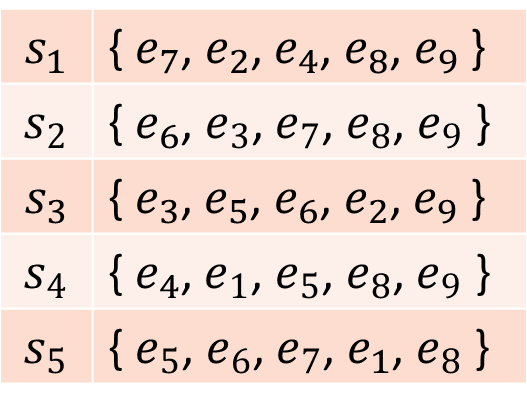 s₁ { e₇, e₂, e₄, e₈, e₉ }
s₂ { e₆, e₃, e₇, e₈, e₉ }
s₃ { e₃, e₅, e₆, e₂, e₉ }
s₄ { e₄, e₁, e₅, e₈, e₉ }
s₅ { e₅, e₆, e₇, e₁, e₈ }